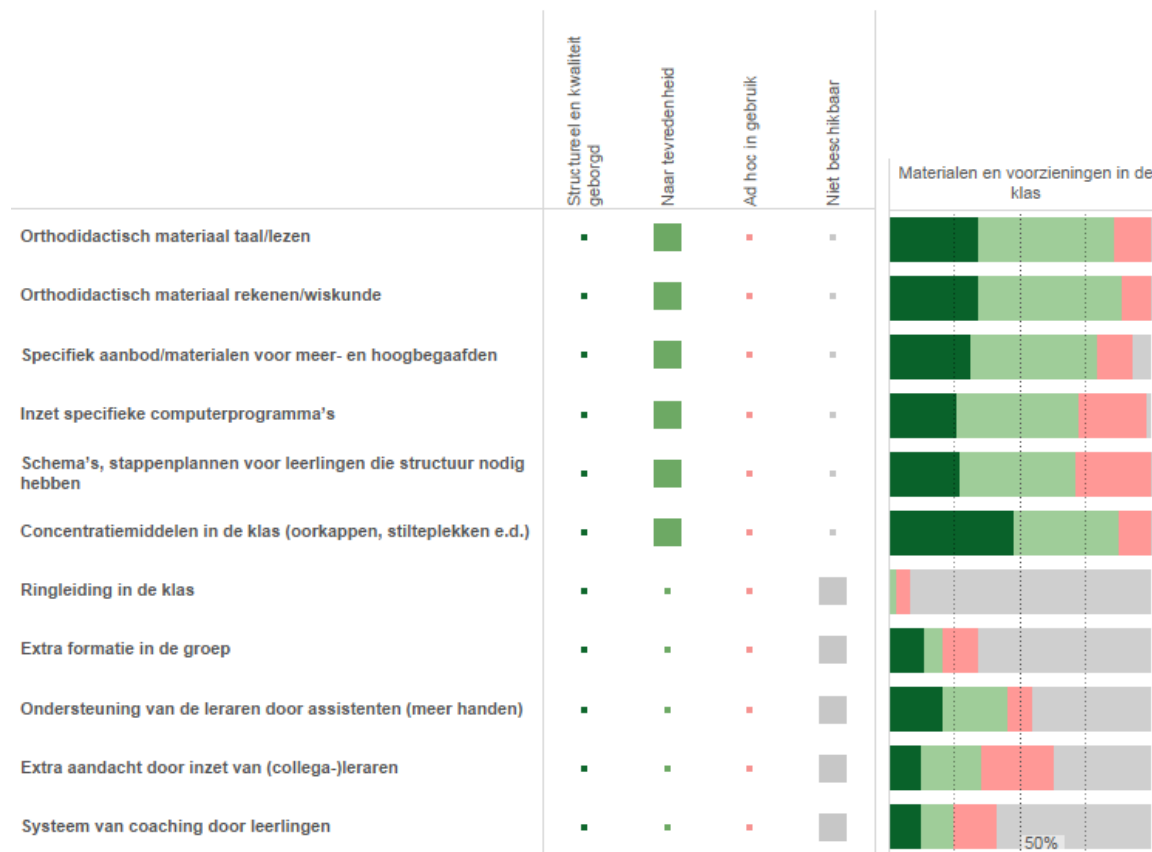 Structureel en kwaliteit
geborgd
Naar tevredenheid
Ad hoc in gebruik
Niet beschikbaar
Materialen en voorzieningen in de
klas
Orthodidactisch materiaal taal/lezen
Orthodidactisch materiaal rekenen/wiskunde
Specifiek aanbod/materialen voor meer- en hoogbegaafden
Inzet specifieke computerprogramma's
Schema's, stappenplannen voor leerlingen die structuur nodig
hebben
Concentratiemiddelen in de klas (oorkappen, stilteplekken e.d.)
Ringleiding in de klas
Extra formatie in de groep
Ondersteuning van de leraren door assistenten (meer handen)
Extra aandacht door inzet van (collega-)leraren
Systeem van coaching door leerlingen
50%